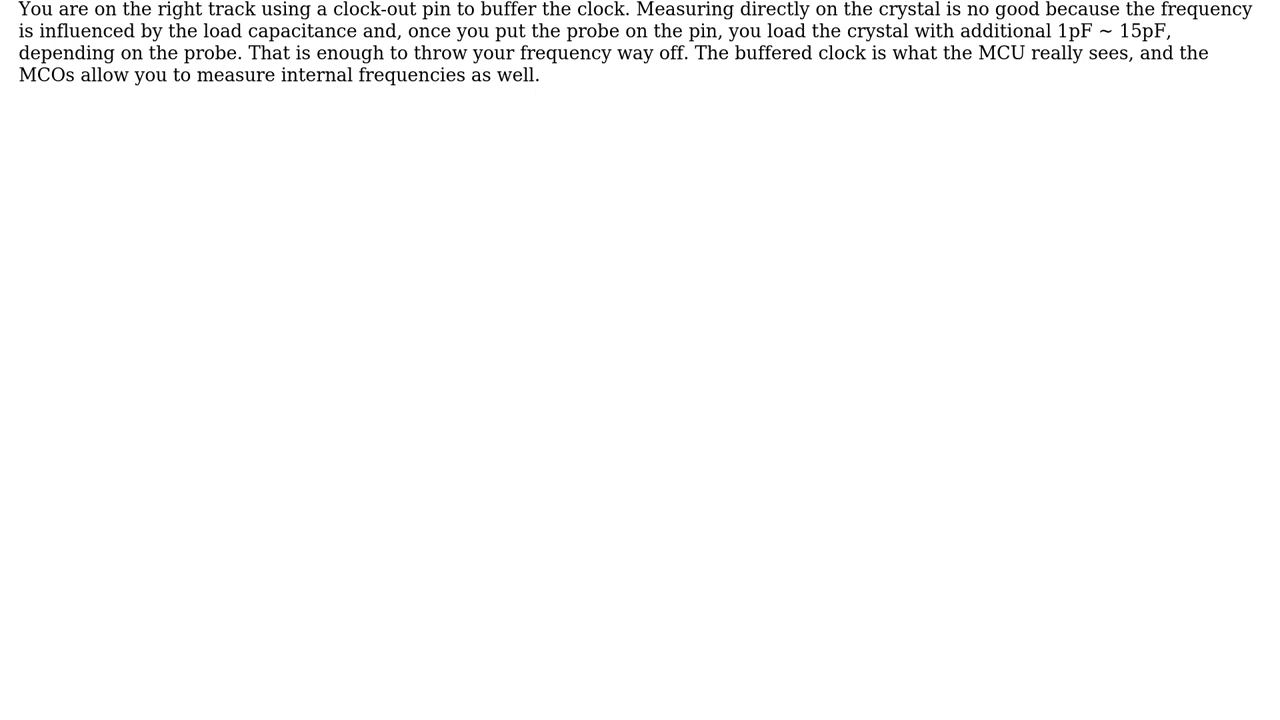 You are on the right track using a clock-out pin to buffer the clock. Measuring directly on the crystal is no good because the frequency
is influenced by the load capacitance and, once you put the probe on the pin, you load the crystal with additional 1pF ~ 15pF,
depending on the probe. That is enough to throw your frequency way off. The buffered clock is what the MCU really sees, and the
MCOs allow you to measure internal frequencies as well.